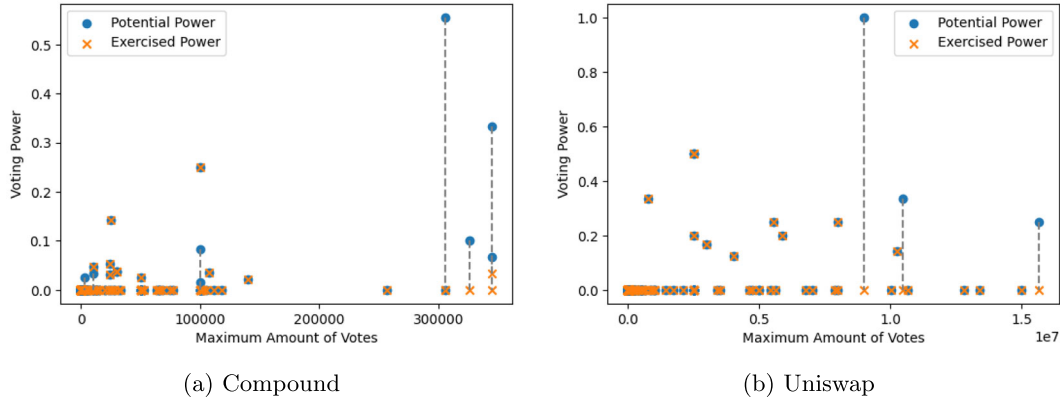 Potential Power
Exercised Power
0.5
0.4
0.3
0.2
0.1
0.0
Voting Power
0
100000
200000
300000
Maximum Amount of Votes
(a) Compound
Potential Power
Exercised Power
1.0
0.8
0.6
0.4
0.2
0.0
Voting Power
0.0
0.5
1.0
1.5
1e7
Maximum Amount of Votes
(b) Uniswap